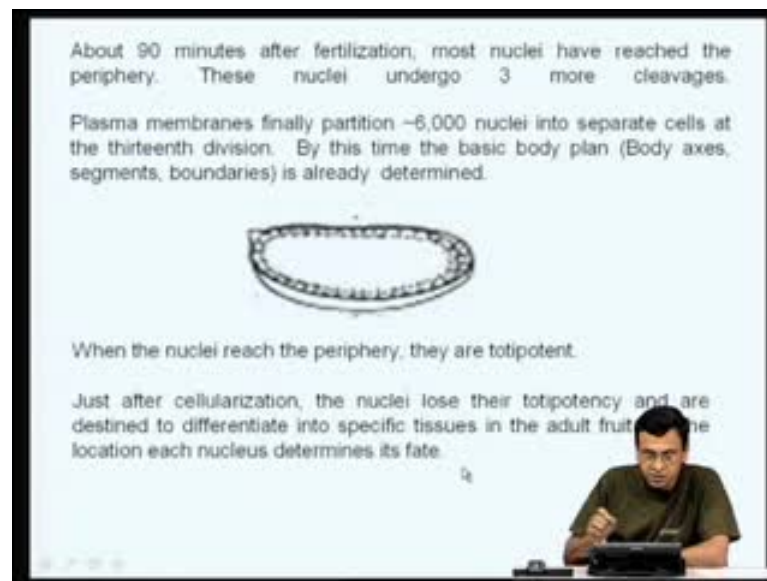 About 90 minutes after fertilization, most nuclei have reached the
periphery. These nuclei undergo 3 more cleavages.
Plasma membranes finally partition ~6,000 nuclei into separate cells at
the thirteenth division. By this time the basic body plan (Body axes,
segments, boundaries) is already determined.
When the nuclei reach the periphery, they are totipotent.
Just after cellularization, the nuclei lose their totipotency and are
destined to differentiate into specific tissues in the adult fruit
location each nucleus determines its fate.